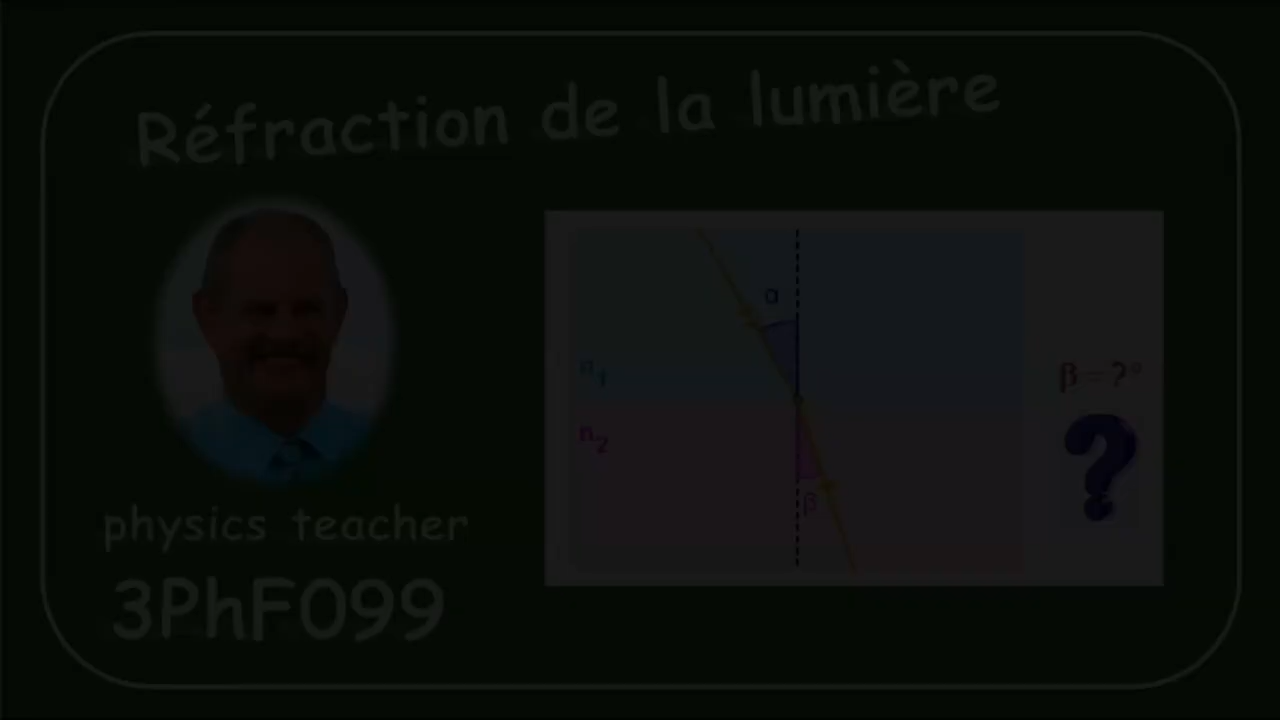 Réfraction de la lumière
α
n1
n2
β
β=?°
?
physics teacher
3PhF099